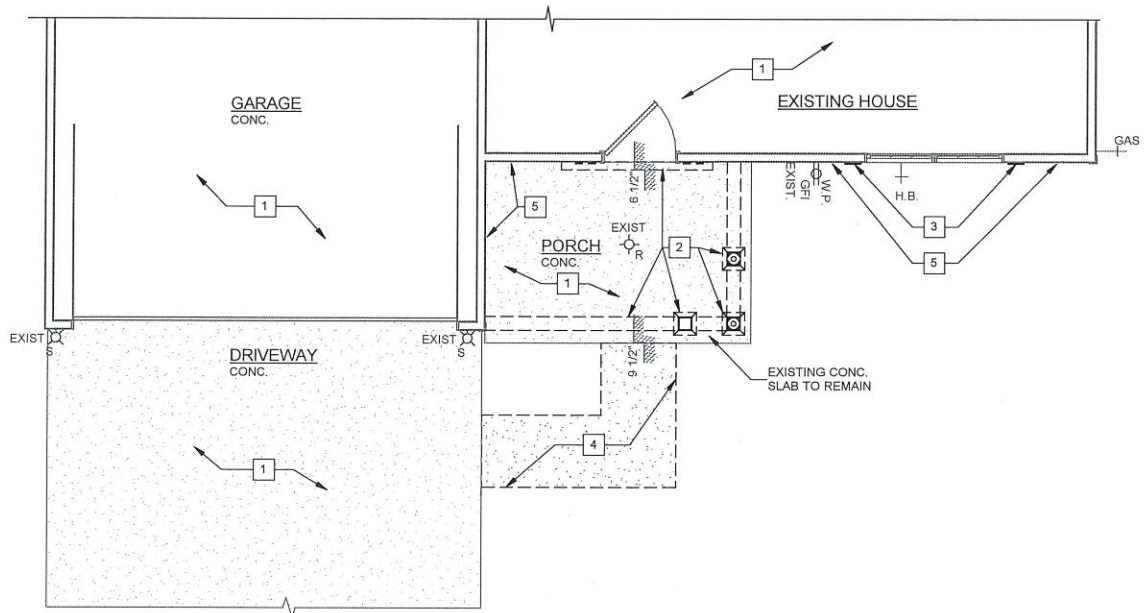 1
EXISTING HOUSE
GARAGE
CONC.
GAS
1
6 1/2"
5
EXIST.
GFI
W.P.
H.B.
3
5
EXIST
R
PORCH
CONC.
2
1
EXIST
S
EXIST
S
9 1/2"
DRIVEWAY
CONC.
EXISTING CONC.
SLAB TO REMAIN
4
1